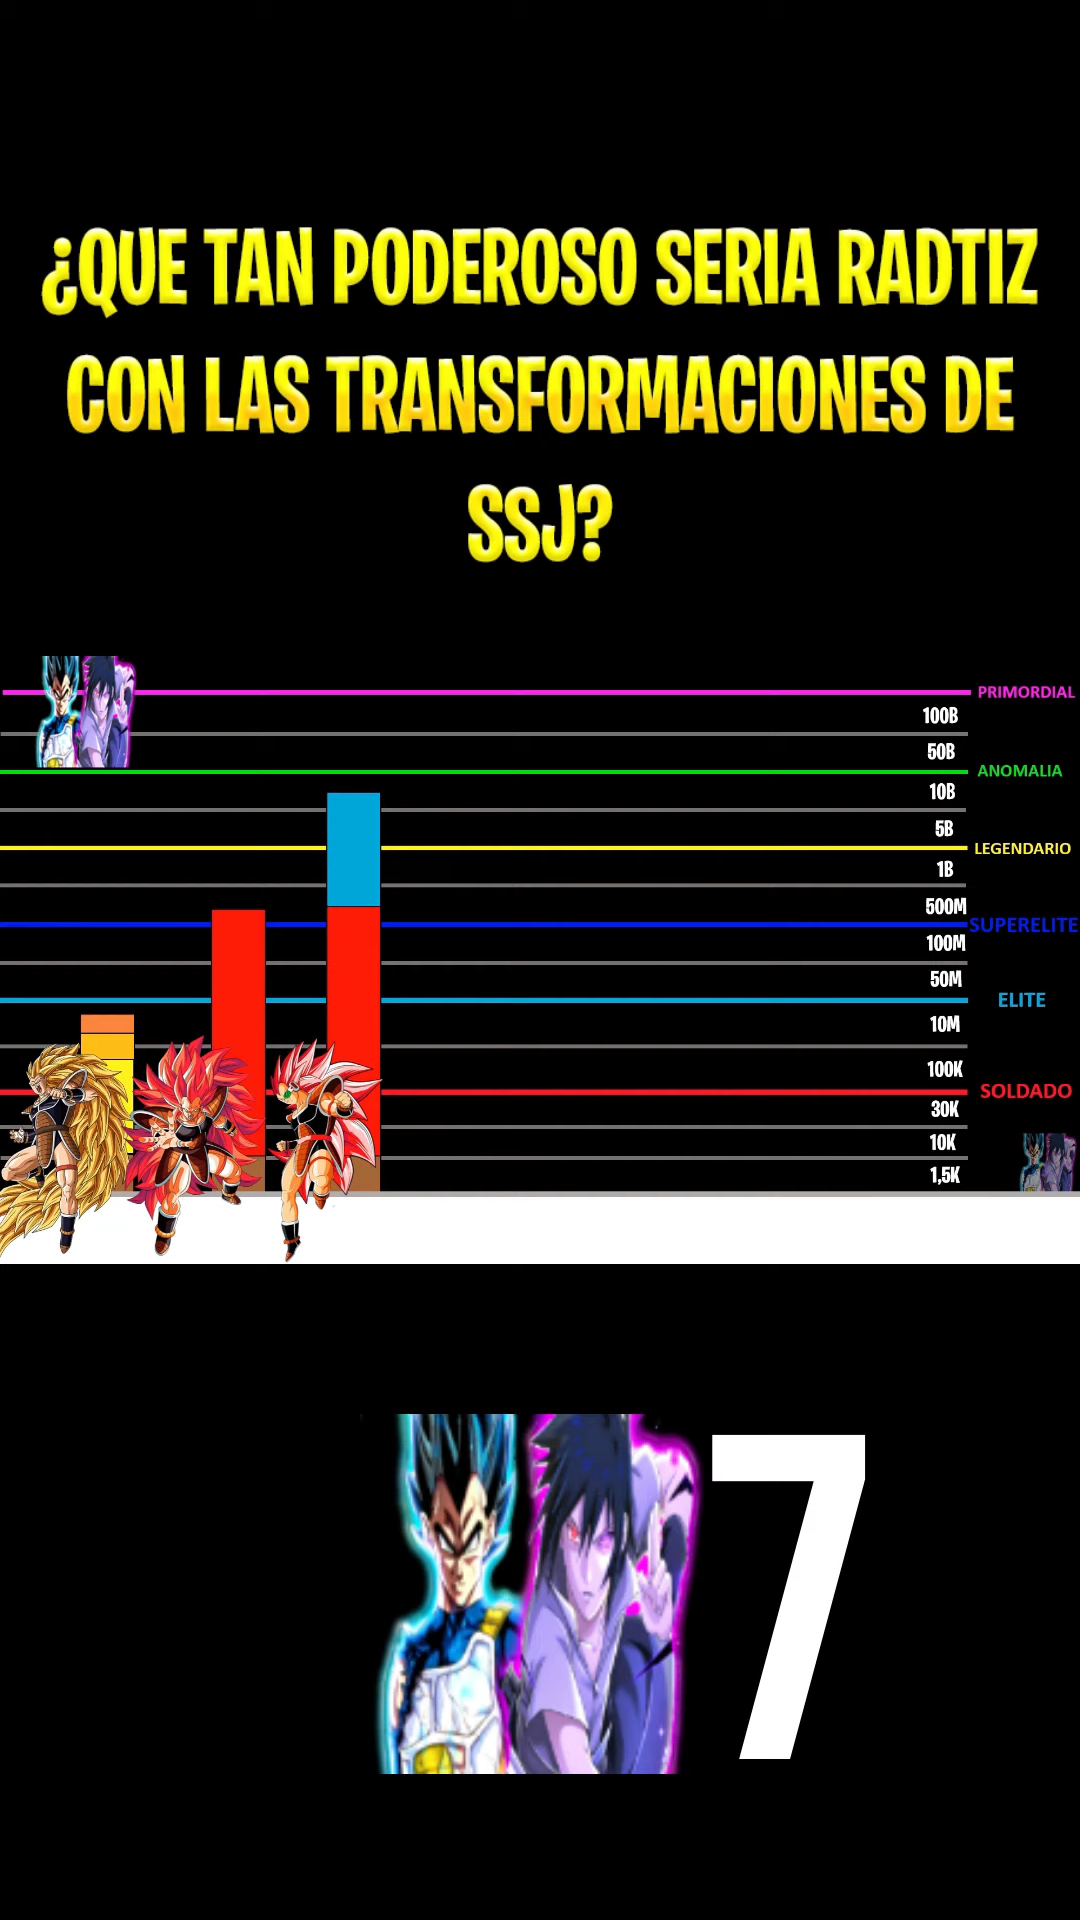 ¿QUE TAN PODEROSO SERIA RADTIZ
CON LAS TRANSFORMACIONES DE
SSJ?
PRIMORDIAL
100B
50B
ANOMALIA
10B
5B
LEGENDARIO
1B
500M
SUPERELITE
100M
50M
ELITE
10M
100K
SOLDADO
30K
10K
1,5K
7